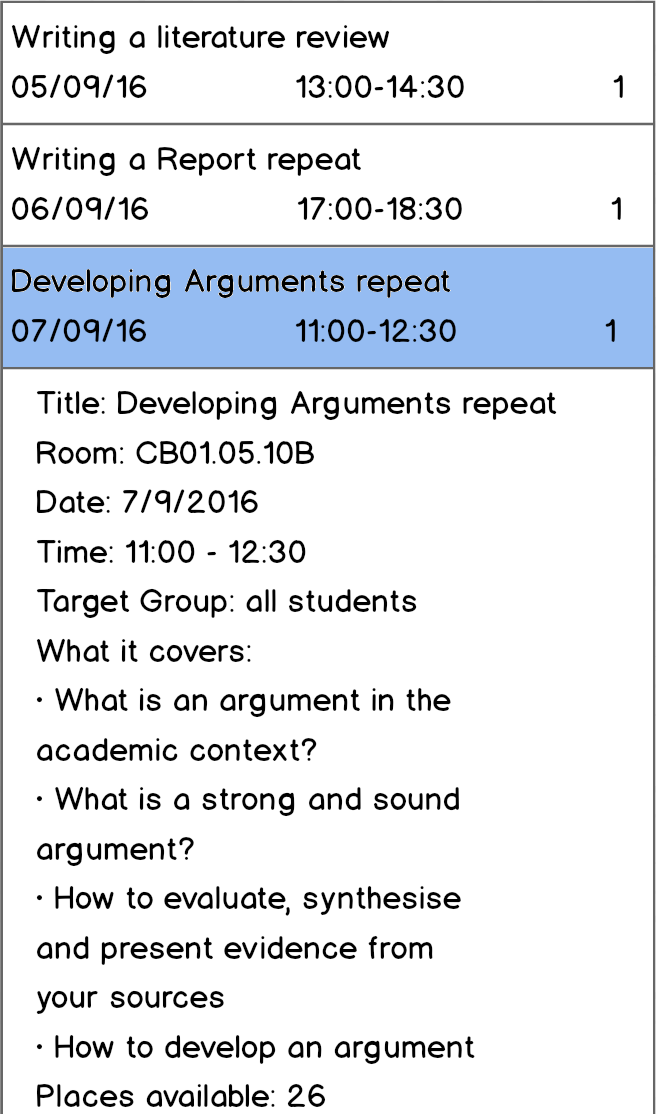 Writing a literature review
05/09/16 13:00-14:30 1
Writing a Report repeat
06/09/16 17:00-18:30 1
Developing Arguments repeat
07/09/16 11:00-12:30 1
Title: Developing Arguments repeat
Room: CB01.05.10B
Date: 7/9/2016
Time: 11:00 - 12:30
Target Group: all students
What it covers:
· What is an argument in the
academic context?
· What is a strong and sound
argument?
· How to evaluate, synthesise
and present evidence from
your sources
· How to develop an argument
Places available: 26